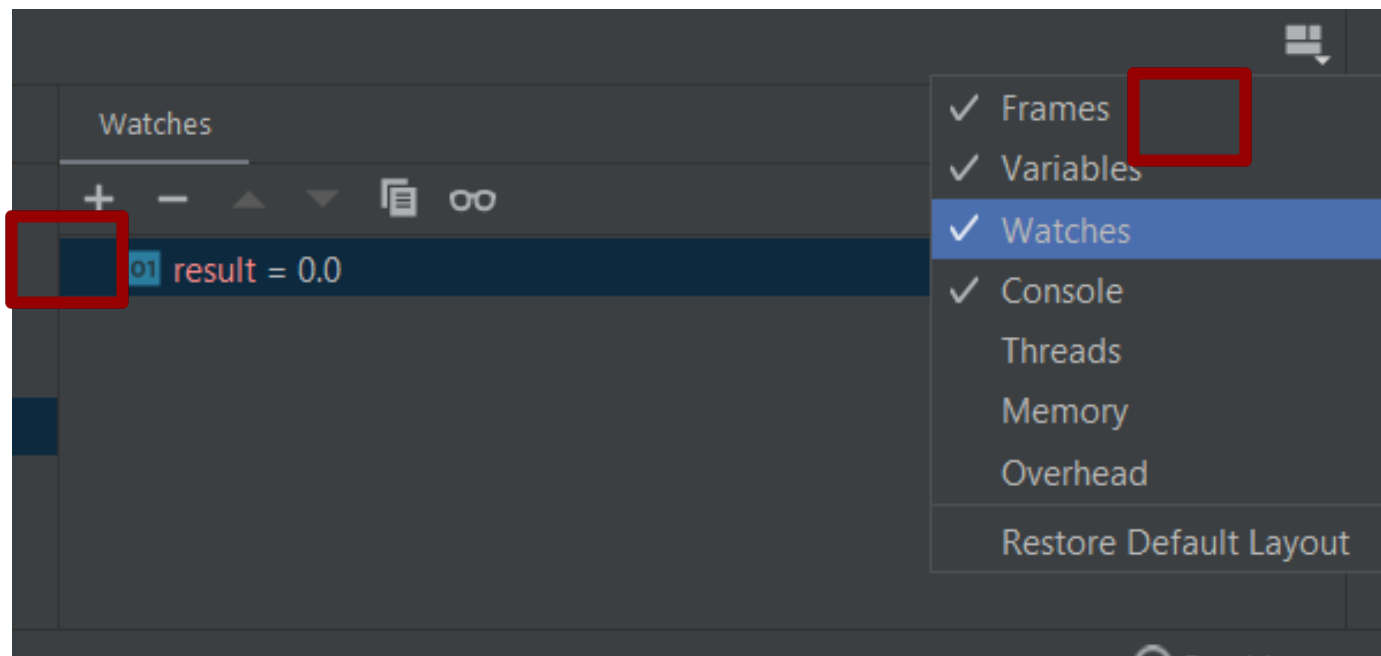 Watches
01 result = 0.0
Frames
Variables
Watches
Console
Threads
Memory
Overhead
Restore Default Layout